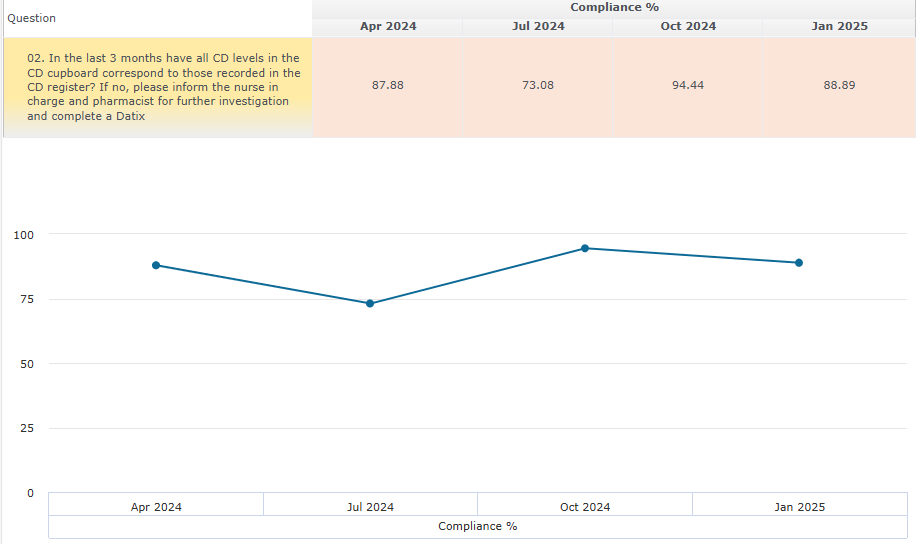 Question
Compliance %
Apr 2024 Jul 2024 Oct 2024 Jan 2025
02. In the last 3 months have all CD levels in the
CD cupboard correspond to those recorded in the
CD register? If no, please inform the nurse in
charge and pharmacist for further investigation
and complete a Datix
87.88 73.08 94.44 88.89
100
75
50
25
0
Apr 2024 Jul 2024 Oct 2024 Jan 2025
Compliance %